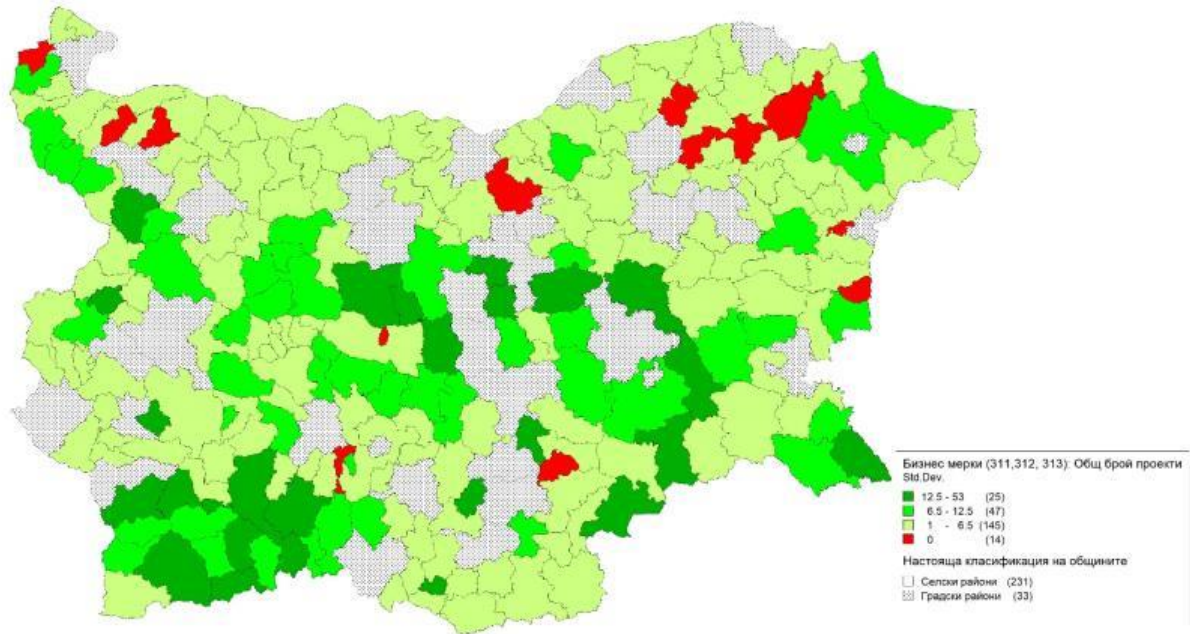 Бизнес мерки (311,312, 313): Общ брой проекти
Std.Dev.
12.5 - 53 (25)
6.5 - 12.5 (47)
1 - 6.5 (145)
0 (14)
Настояща класификация на общините
Селски райони (231)
Градски райони (33)